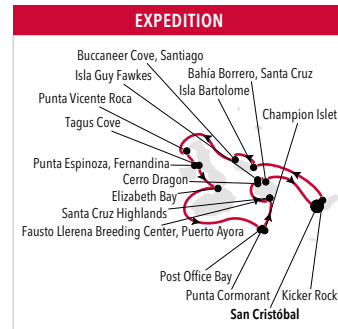 EXPEDITION
Buccaneer Cove, Santiago
Isla Guy Fawkes
Bahía Borrero, Santa Cruz
Isla Bartolome
Punta Vicente Roca
Champion Islet
Tagus Cove
Punta Espinoza, Fernandina
Cerro Dragon
Elizabeth Bay
Santa Cruz Highlands
Fausto Llerena Breeding Center, Puerto Ayora
Post Office Bay
Punta Cormorant
Kicker Rock
San Cristóbal